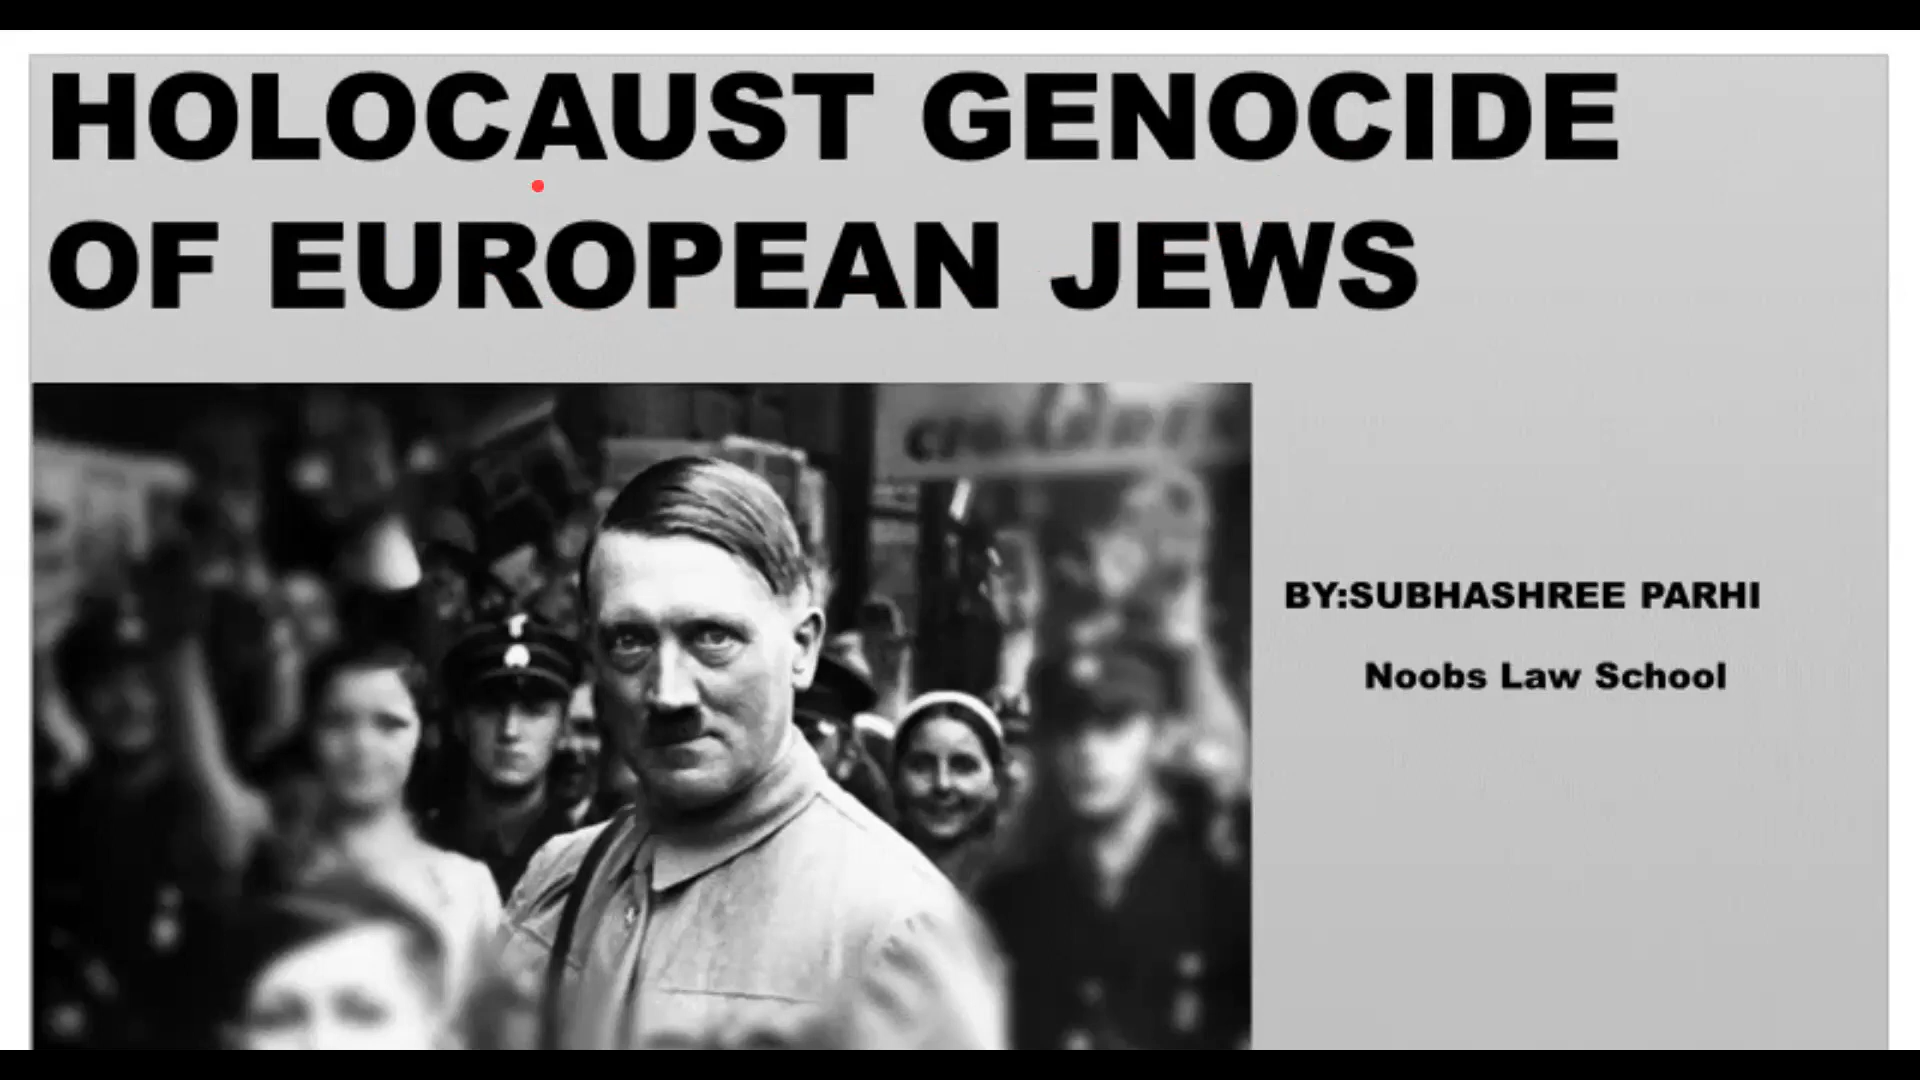 HOLOCAUST GENOCIDE
OF EUROPEAN JEWS
BY:SUBHASHREE PARHI
Noobs Law School